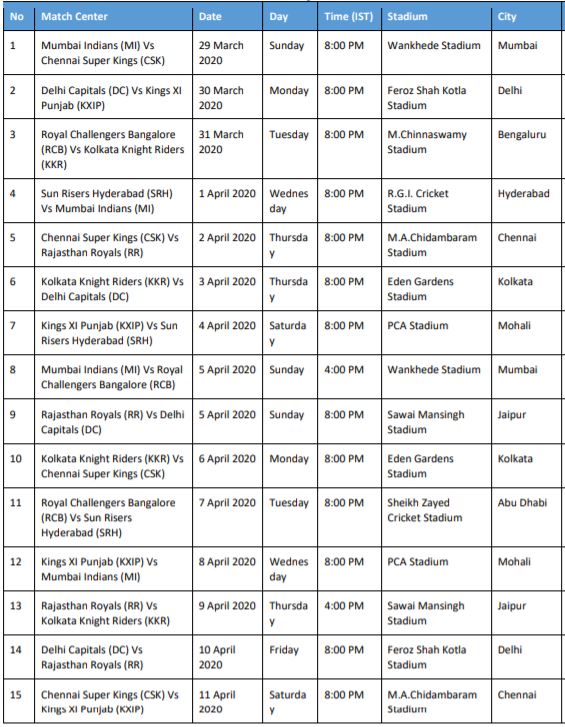 No Match Center Date Day Time (IST) Stadium City
1 Mumbai Indians (MI) Vs 29 March Sunday 8:00 PM Wankhede Stadium Mumbai
Chennai Super Kings (CSK) 2020
2 Delhi Capitals (DC) Vs Kings XI 30 March Monday 8:00 PM Feroz Shah Kotla Delhi
Punjab (KXIP) 2020 Stadium
3 Royal Challengers Bangalore 31 March Tuesday 8:00 PM M.Chinnaswamy Bengaluru
(RCB) Vs Kolkata Knight Riders 2020 Stadium
(KKR)
4 Sun Risers Hyderabad (SRH) 1 April 2020 Wednes 8:00 PM R.G.I. Cricket Hyderabad
Vs Mumbai Indians (MI) day Stadium
5 Chennai Super Kings (CSK) Vs 2 April 2020 Thursda 8:00 PM M.A.Chidambaram Chennai
Rajasthan Royals (RR) y Stadium
6 Kolkata Knight Riders (KKR) Vs 3 April 2020 Thursda 8:00 PM Eden Gardens Kolkata
Delhi Capitals (DC) y Stadium
7 Kings XI Punjab (KXIP) Vs Sun 4 April 2020 Saturda 8:00 PM PCA Stadium Mohali
Risers Hyderabad (SRH) y
8 Mumbai Indians (MI) Vs Royal 5 April 2020 Sunday 4:00 PM Wankhede Stadium Mumbai
Challengers Bangalore (RCB)
9 Rajasthan Royals (RR) Vs Delhi 5 April 2020 Sunday 8:00 PM Sawai Mansingh Jaipur
Capitals (DC) Stadium
10 Kolkata Knight Riders (KKR) Vs 6 April 2020 Monday 8:00 PM Eden Gardens Kolkata
Chennai Super Kings (CSK) Stadium
11 Royal Challengers Bangalore 7 April 2020 Tuesday 8:00 PM Sheikh Zayed Abu Dhabi
(RCB) Vs Sun Risers Cricket Stadium
Hyderabad (SRH)
12 Kings XI Punjab (KXIP) Vs 8 April 2020 Wednes 8:00 PM PCA Stadium Mohali
Mumbai Indians (MI) day
13 Rajasthan Royals (RR) Vs 9 April 2020 Thursda 4:00 PM Sawai Mansingh Jaipur
Kolkata Knight Riders (KKR) y Stadium
14 Delhi Capitals (DC) Vs 10 April Friday 8:00 PM Feroz Shah Kotla Delhi
Rajasthan Royals (RR) 2020 Stadium
15 Chennai Super Kings (CSK) Vs 11 April Saturda 8:00 PM M.A.Chidambaram Chennai
Kings XI Punjab (KXIP) 2020 y Stadium